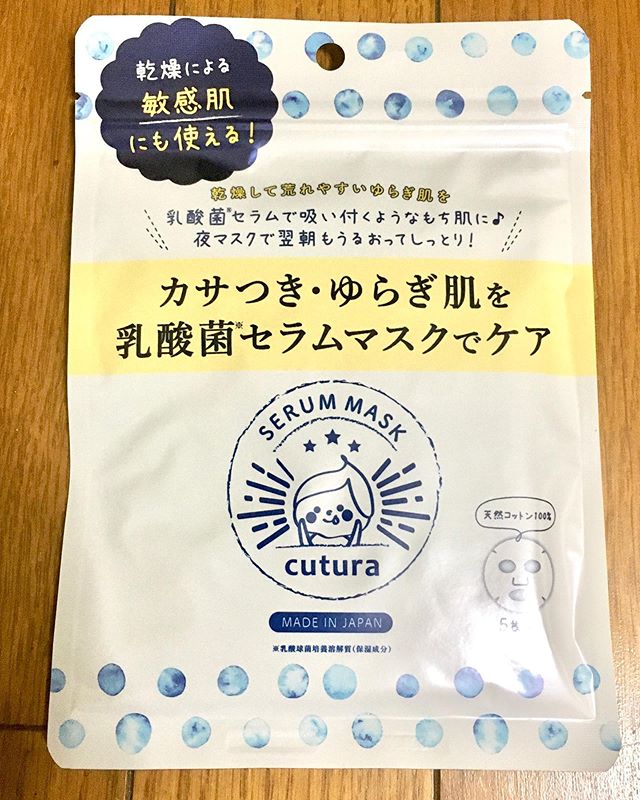 乾燥による
敏感肌
にも使える!
乾燥して荒れやすいゆらぎ肌を
乳酸菌※セラムで吸い付くようなもち肌に♪
夜マスクで翌朝もうるおってしっとり!
カサつき・ゆらぎ肌を
乳酸菌※セラムマスクでケア
SERUM MASK
cutura
天然コットン100%
MADE IN JAPAN
※乳酸球菌培養溶解質(保湿成分)